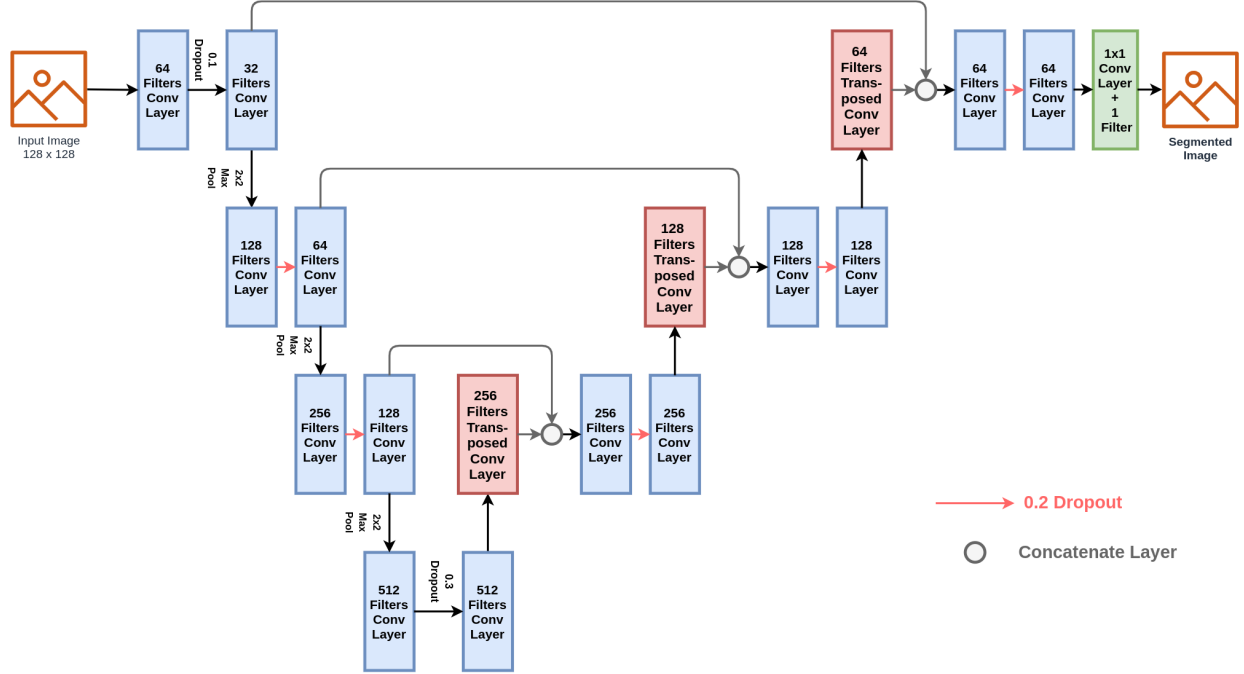 Input Image
128 x 128
64
Filters
Conv
Layer
0.1
Dropout
32
Filters
Conv
Layer
2x2
Max
Pool
128
Filters
Conv
Layer
64
Filters
Conv
Layer
2x2
Max
Pool
256
Filters
Conv
Layer
128
Filters
Conv
Layer
2x2
Max
Pool
512
Filters
Conv
Layer
0.3
Dropout
512
Filters
Conv
Layer
256
Filters
Trans-
posed
Conv
Layer
256
Filters
Conv
Layer
256
Filters
Conv
Layer
128
Filters
Trans-
posed
Conv
Layer
128
Filters
Conv
Layer
128
Filters
Conv
Layer
64
Filters
Trans-
posed
Conv
Layer
64
Filters
Conv
Layer
64
Filters
Conv
Layer
1x1
Conv
Layer
+
1
Filter
Segmented
Image
0.2 Dropout
Concatenate Layer